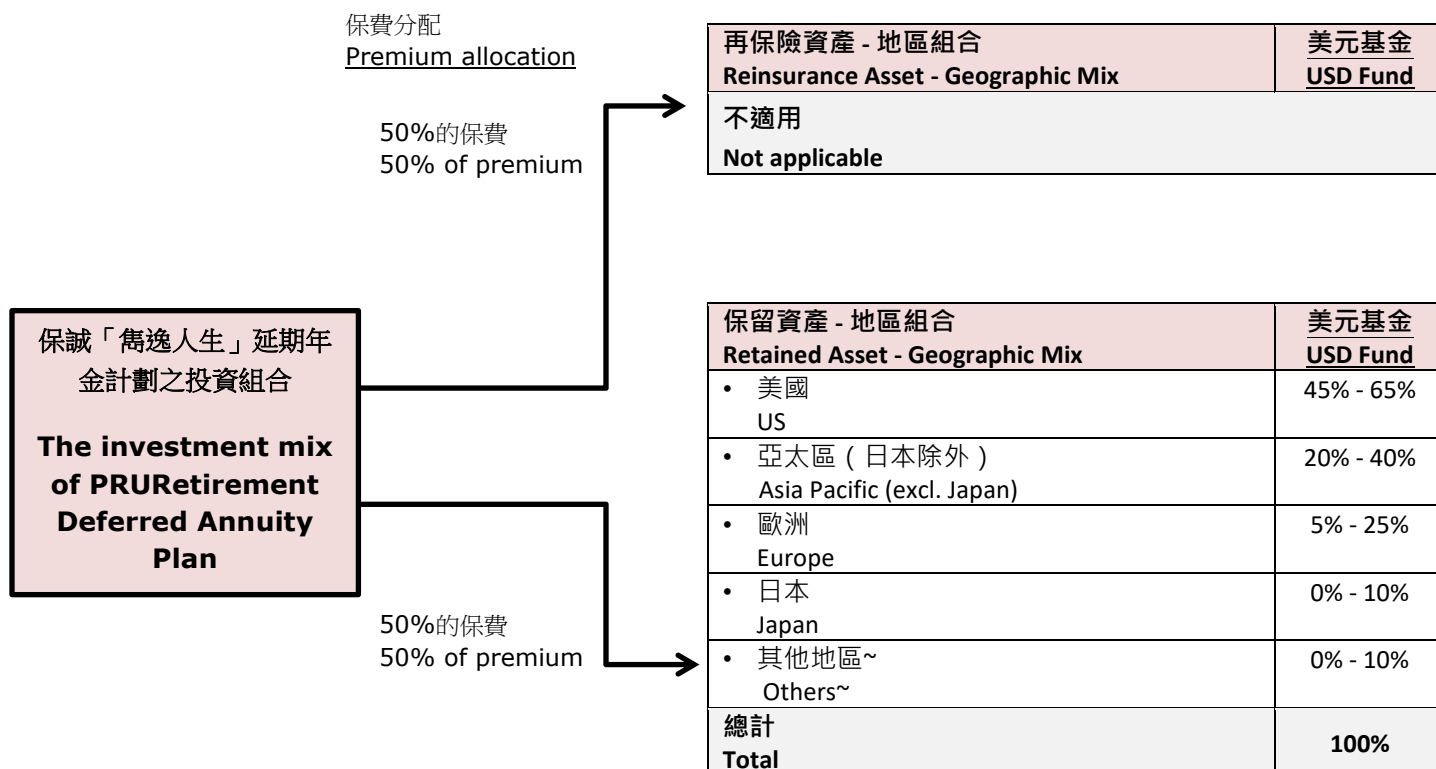 保費分配
Premium allocation
50%的保費
50% of premium
再保險資產 - 地區組合 美元基金
Reinsurance Asset - Geographic Mix USD Fund
不適用
Not applicable
保誠「雋逸人生」延期年
金計劃之投資組合
The investment mix
of PRURetirement
Deferred Annuity
Plan
50%的保費
50% of premium
保留資產 - 地區組合 美元基金
Retained Asset - Geographic Mix USD Fund
• 美國 45% - 65%
US
• 亞太區（日本除外） 20% - 40%
Asia Pacific (excl. Japan)
• 歐洲 5% - 25%
Europe
• 日本 0% - 10%
Japan
• 其他地區~ 0% - 10%
Others~
總計
Total 100%